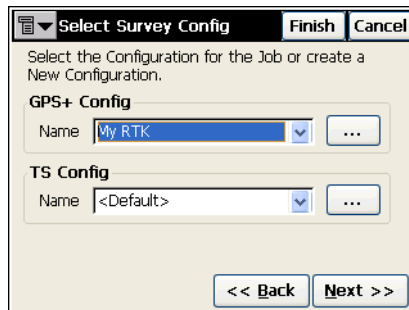 Select Survey Config Finish Cancel
Select the Configuration for the Job or create a
New Configuration.
GPS+ Config
Name My RTK ...
TS Config
Name <Default> ...
<< Back Next >>